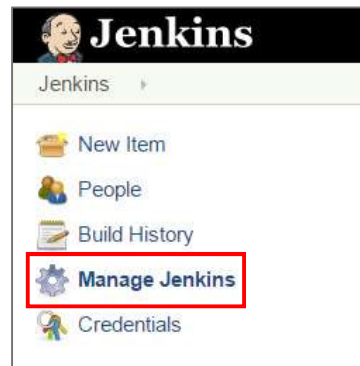 Jenkins
Jenkins
New Item
People
Build History
Manage Jenkins
Credentials